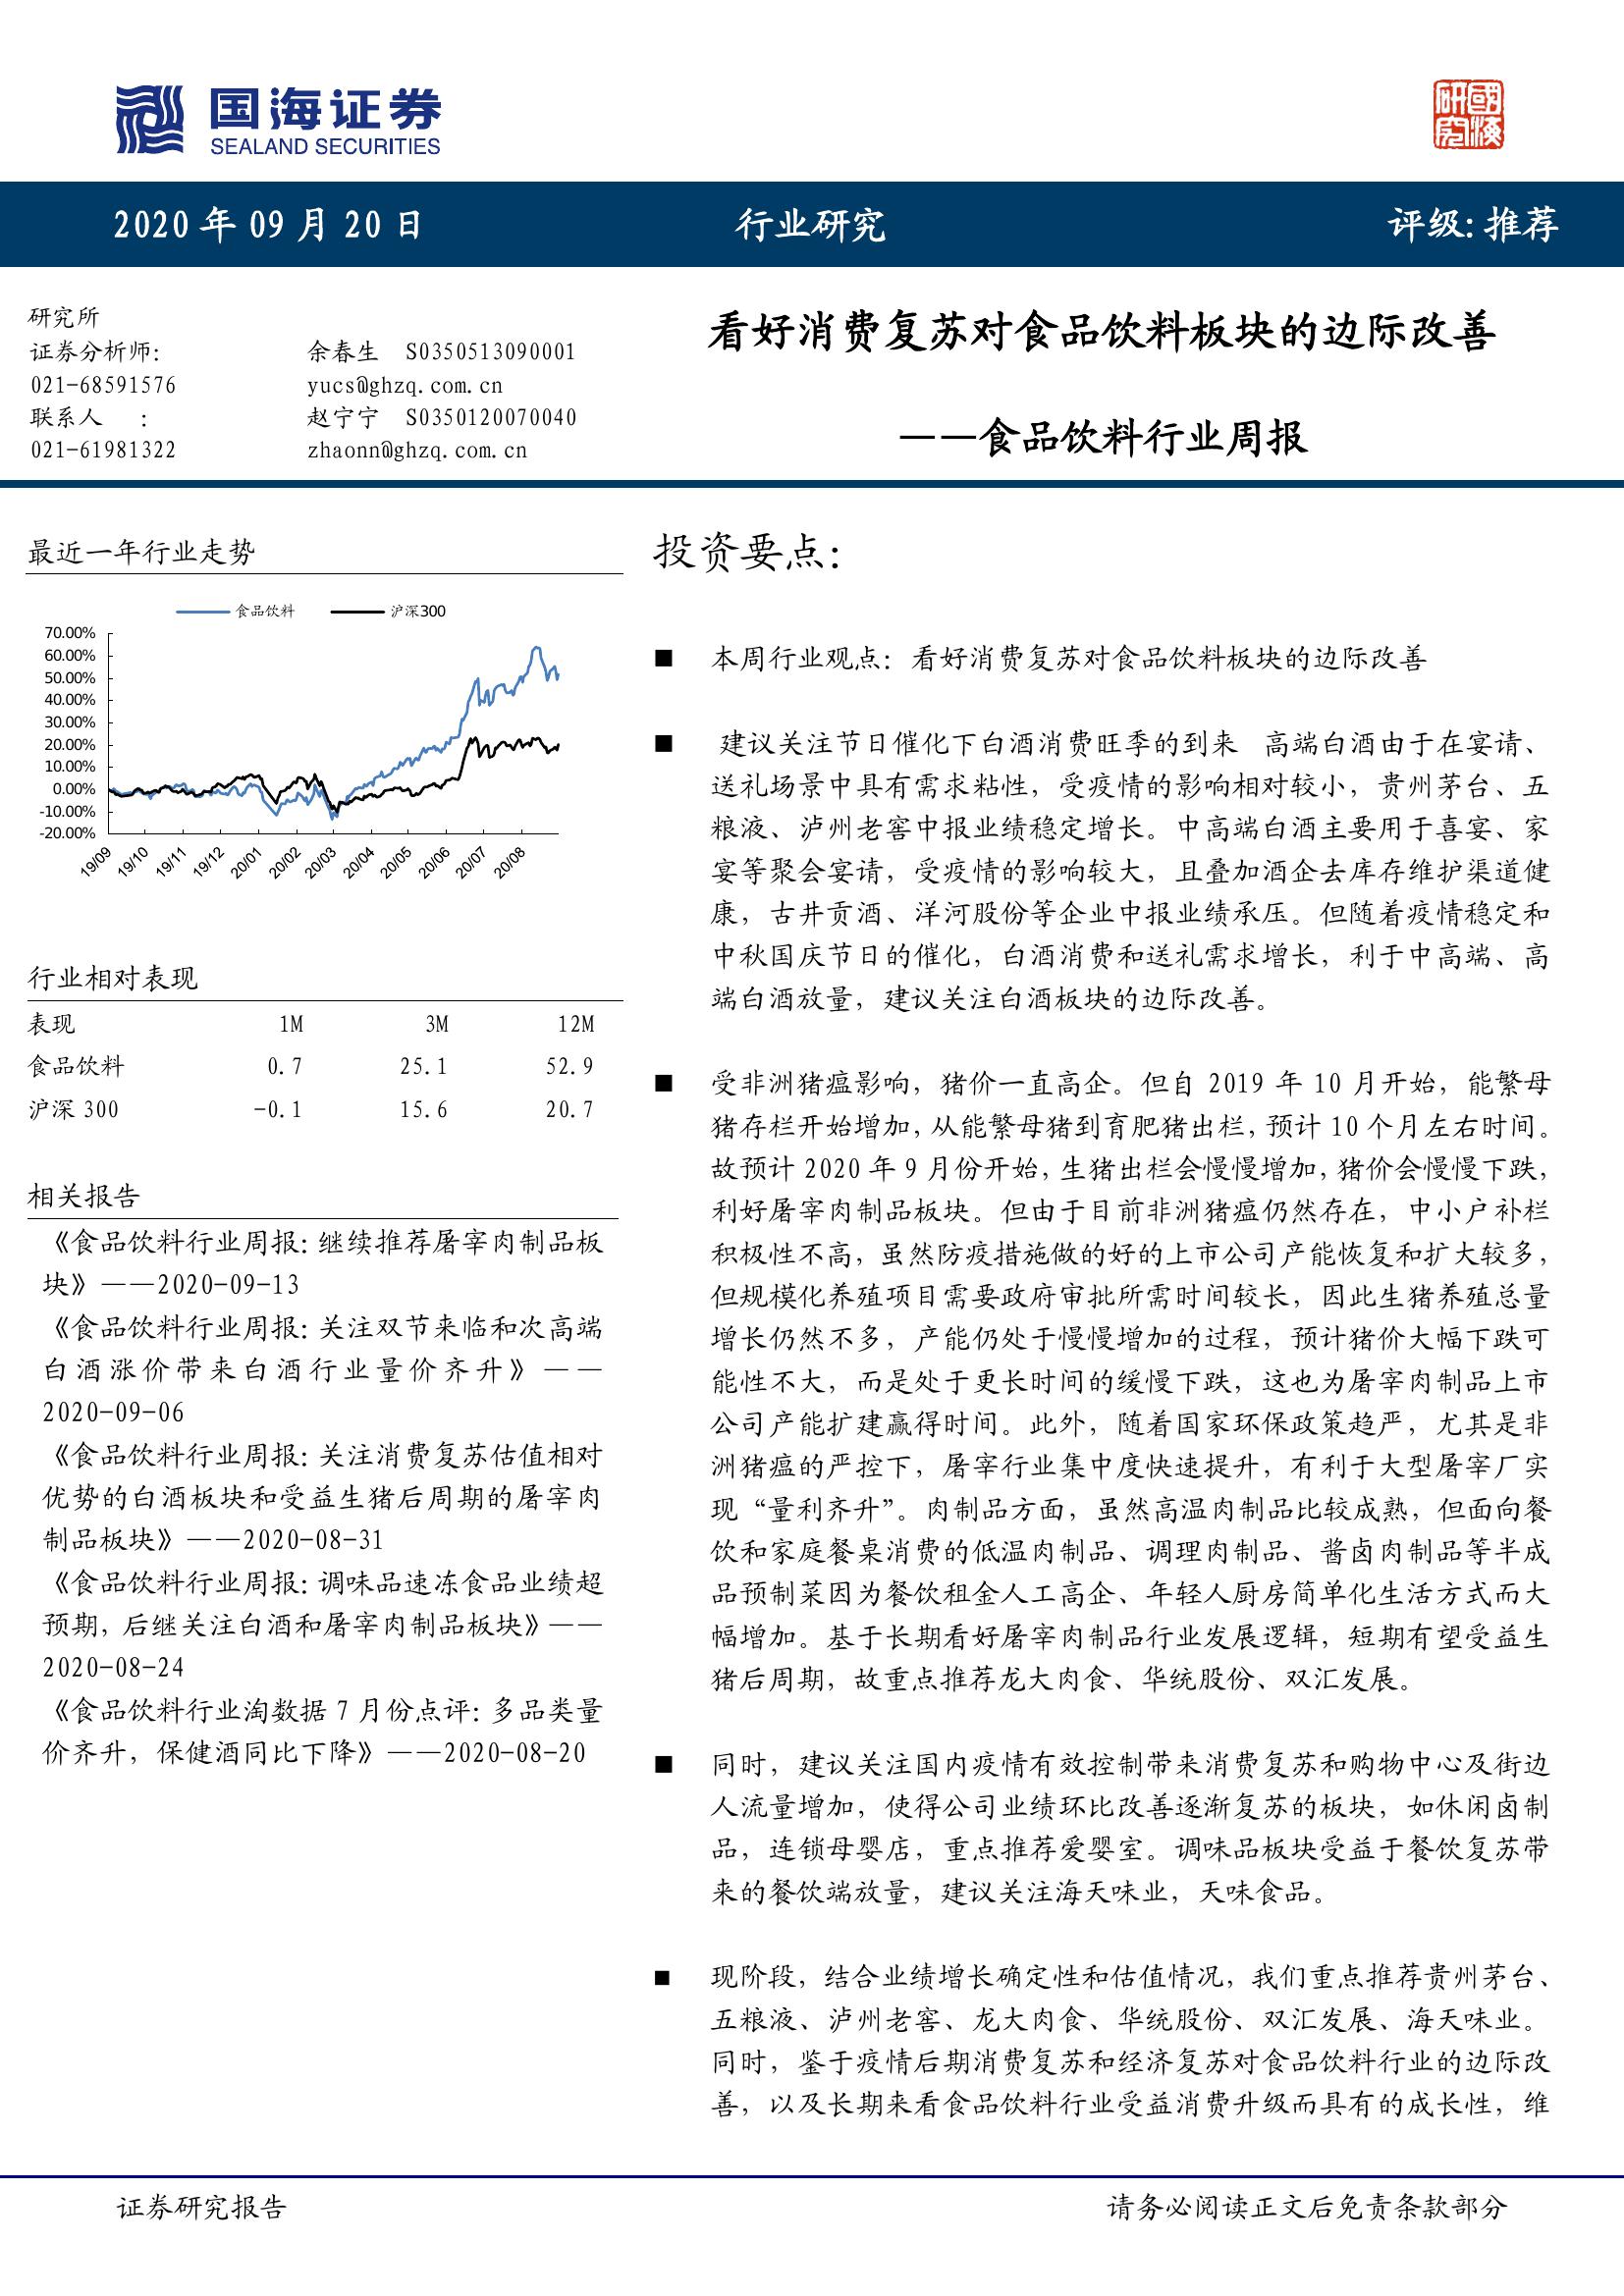 国海证券
SEALAND SECURITIES
國海研究
2020 年 09 月 20 日
行业研究
评级:推荐
研究所
证券分析师: 余春生 S0350513090001
021-68591576 yucs@ghzq.com.cn
联系人 : 赵宁宁 S0350120070040
021-61981322 zhaonn@ghzq.com.cn
看好消费复苏对食品饮料板块的边际改善
——食品饮料行业周报
最近一年行业走势
食品饮料 沪深300
70.00%
60.00%
50.00%
40.00%
30.00%
20.00%
10.00%
0.00%
-10.00%
-20.00%
19/09 19/10 19/11 19/12 20/01 20/02 20/03 20/04 20/05 20/06 20/07 20/08
行业相对表现
表现 1M 3M 12M
食品饮料 0.7 25.1 52.9
沪深 300 -0.1 15.6 20.7
相关报告
《食品饮料行业周报:继续推荐屠宰肉制品板
块》——2020-09-13
《食品饮料行业周报:关注双节来临和次高端
白酒涨价带来白酒行业量价齐升》——
2020-09-06
《食品饮料行业周报:关注消费复苏估值相对
优势的白酒板块和受益生猪后周期的屠宰肉
制品板块》——2020-08-31
《食品饮料行业周报:调味品速冻食品业绩超
预期,后继关注白酒和屠宰肉制品板块》——
2020-08-24
《食品饮料行业淘数据 7 月份点评:多品类量
价齐升,保健酒同比下降》——2020-08-20
投资要点:
■ 本周行业观点:看好消费复苏对食品饮料板块的边际改善
■ 建议关注节日催化下白酒消费旺季的到来 高端白酒由于在宴请、
送礼场景中具有需求粘性,受疫情的影响相对较小,贵州茅台、五
粮液、泸州老窖中报业绩稳定增长。中高端白酒主要用于喜宴、家
宴等聚会宴请,受疫情的影响较大,且叠加酒企去库存维护渠道健
康,古井贡酒、洋河股份等企业中报业绩承压。但随着疫情稳定和
中秋国庆节日的催化,白酒消费和送礼需求增长,利于中高端、高
端白酒放量,建议关注白酒板块的边际改善。
■ 受非洲猪瘟影响,猪价一直高企。但自 2019 年 10 月开始,能繁母
猪存栏开始增加,从能繁母猪到育肥猪出栏,预计 10 个月左右时间。
故预计 2020 年 9 月份开始,生猪出栏会慢慢增加,猪价会慢慢下跌,
利好屠宰肉制品板块。但由于目前非洲猪瘟仍然存在,中小户补栏
积极性不高,虽然防疫措施做的好的上市公司产能恢复和扩大较多,
但规模化养殖项目需要政府审批所需时间较长,因此生猪养殖总量
增长仍然不多,产能仍处于慢慢增加的过程,预计猪价大幅下跌可
能性不大,而是处于更长时间的缓慢下跌,这也为屠宰肉制品上市
公司产能扩建赢得时间。此外,随着国家环保政策趋严,尤其是非
洲猪瘟的严控下,屠宰行业集中度快速提升,有利于大型屠宰厂实
现“量利齐升”。肉制品方面,虽然高温肉制品比较成熟,但面向餐
饮和家庭餐桌消费的低温肉制品、调理肉制品、酱卤肉制品等半成
品预制菜因为餐饮租金人工高企、年轻人厨房简单化生活方式而大
幅增加。基于长期看好屠宰肉制品行业发展逻辑,短期有望受益生
猪后周期,故重点推荐龙大肉食、华统股份、双汇发展。
■ 同时,建议关注国内疫情有效控制带来消费复苏和购物中心及街边
人流量增加,使得公司业绩环比改善逐渐复苏的板块,如休闲卤制
品,连锁母婴店,重点推荐爱婴室。调味品板块受益于餐饮复苏带
来的餐饮端放量,建议关注海天味业,天味食品。
■ 现阶段,结合业绩增长确定性和估值情况,我们重点推荐贵州茅台、
五粮液、泸州老窖、龙大肉食、华统股份、双汇发展、海天味业。
同时,鉴于疫情后期消费复苏和经济复苏对食品饮料行业的边际改
善,以及长期来看食品饮料行业受益消费升级而具有的成长性,维
证券研究报告
请务必阅读正文后免责条款部分